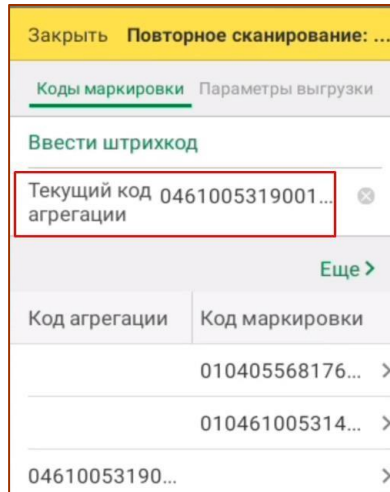 Закрыть Повторное сканирование: ...
Коды маркировки Параметры выгрузки
Ввести штрихкод
Текущий код агрегации 0461005319001...
Еще >
Код агрегации Код маркировки
010405568176... >
010461005314... >
04610053190... >